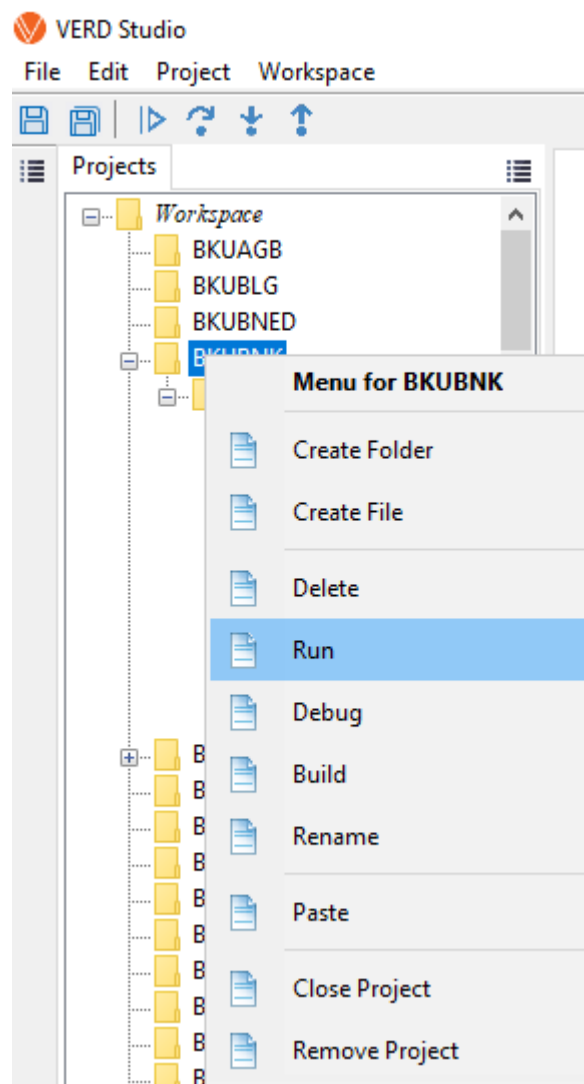 VERD Studio
File Edit Project Workspace
Projects
Workspace
BKUAGB
BKUBLG
BKUBNED
BKUBNK
Menu for BKUBNK
Create Folder
Create File
Delete
Run
Debug
B
Build
B
B
Rename
B
B
Paste
B
B
Close Project
B
B
Remove Project
B